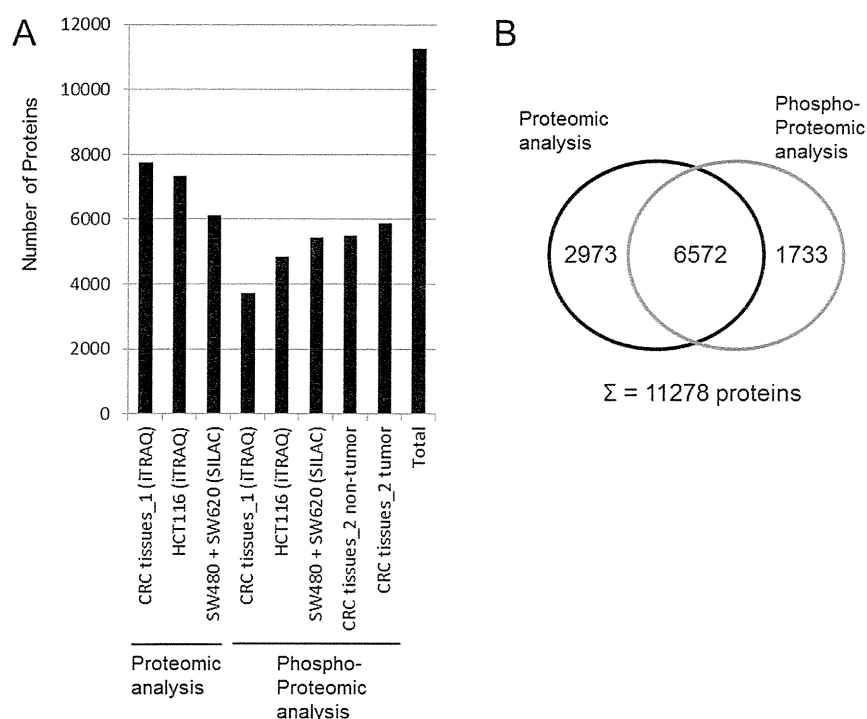 A
Number of Proteins
12000
10000
8000
6000
4000
2000
0
CRC tissues_1 (iTRAQ)
HCT116 (iTRAQ)
SW480 + SW620 (SILAC)
CRC tissues_1 (iTRAQ)
HCT116 (iTRAQ)
SW480 + SW620 (SILAC)
CRC tissues_2 non-tumor
CRC tissues_2 tumor
Total
Proteomic
analysis
Phospho-
Proteomic
analysis
B
Proteomic
analysis
Phospho-
Proteomic
analysis
2973
6572
1733
Σ = 11278 proteins